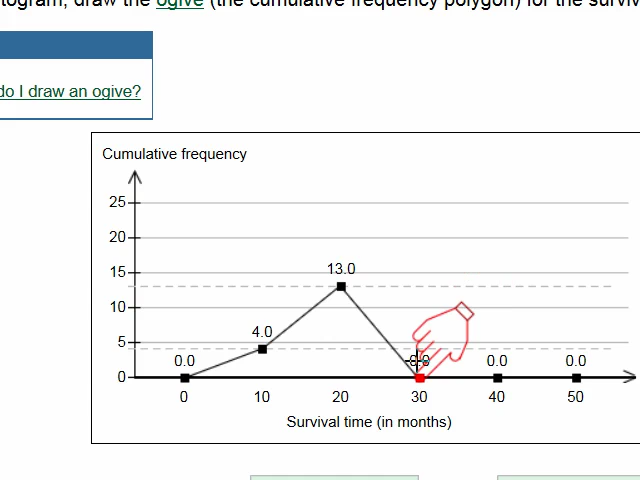 togram, draw the ogive (the cumulative frequency polygon) for the surviv
do I draw an ogive?
Cumulative frequency
25
20
15
10
5
0
13.0
4.0
0.0
0.0
0.0
0 10 20 30 40 50
Survival time (in months)